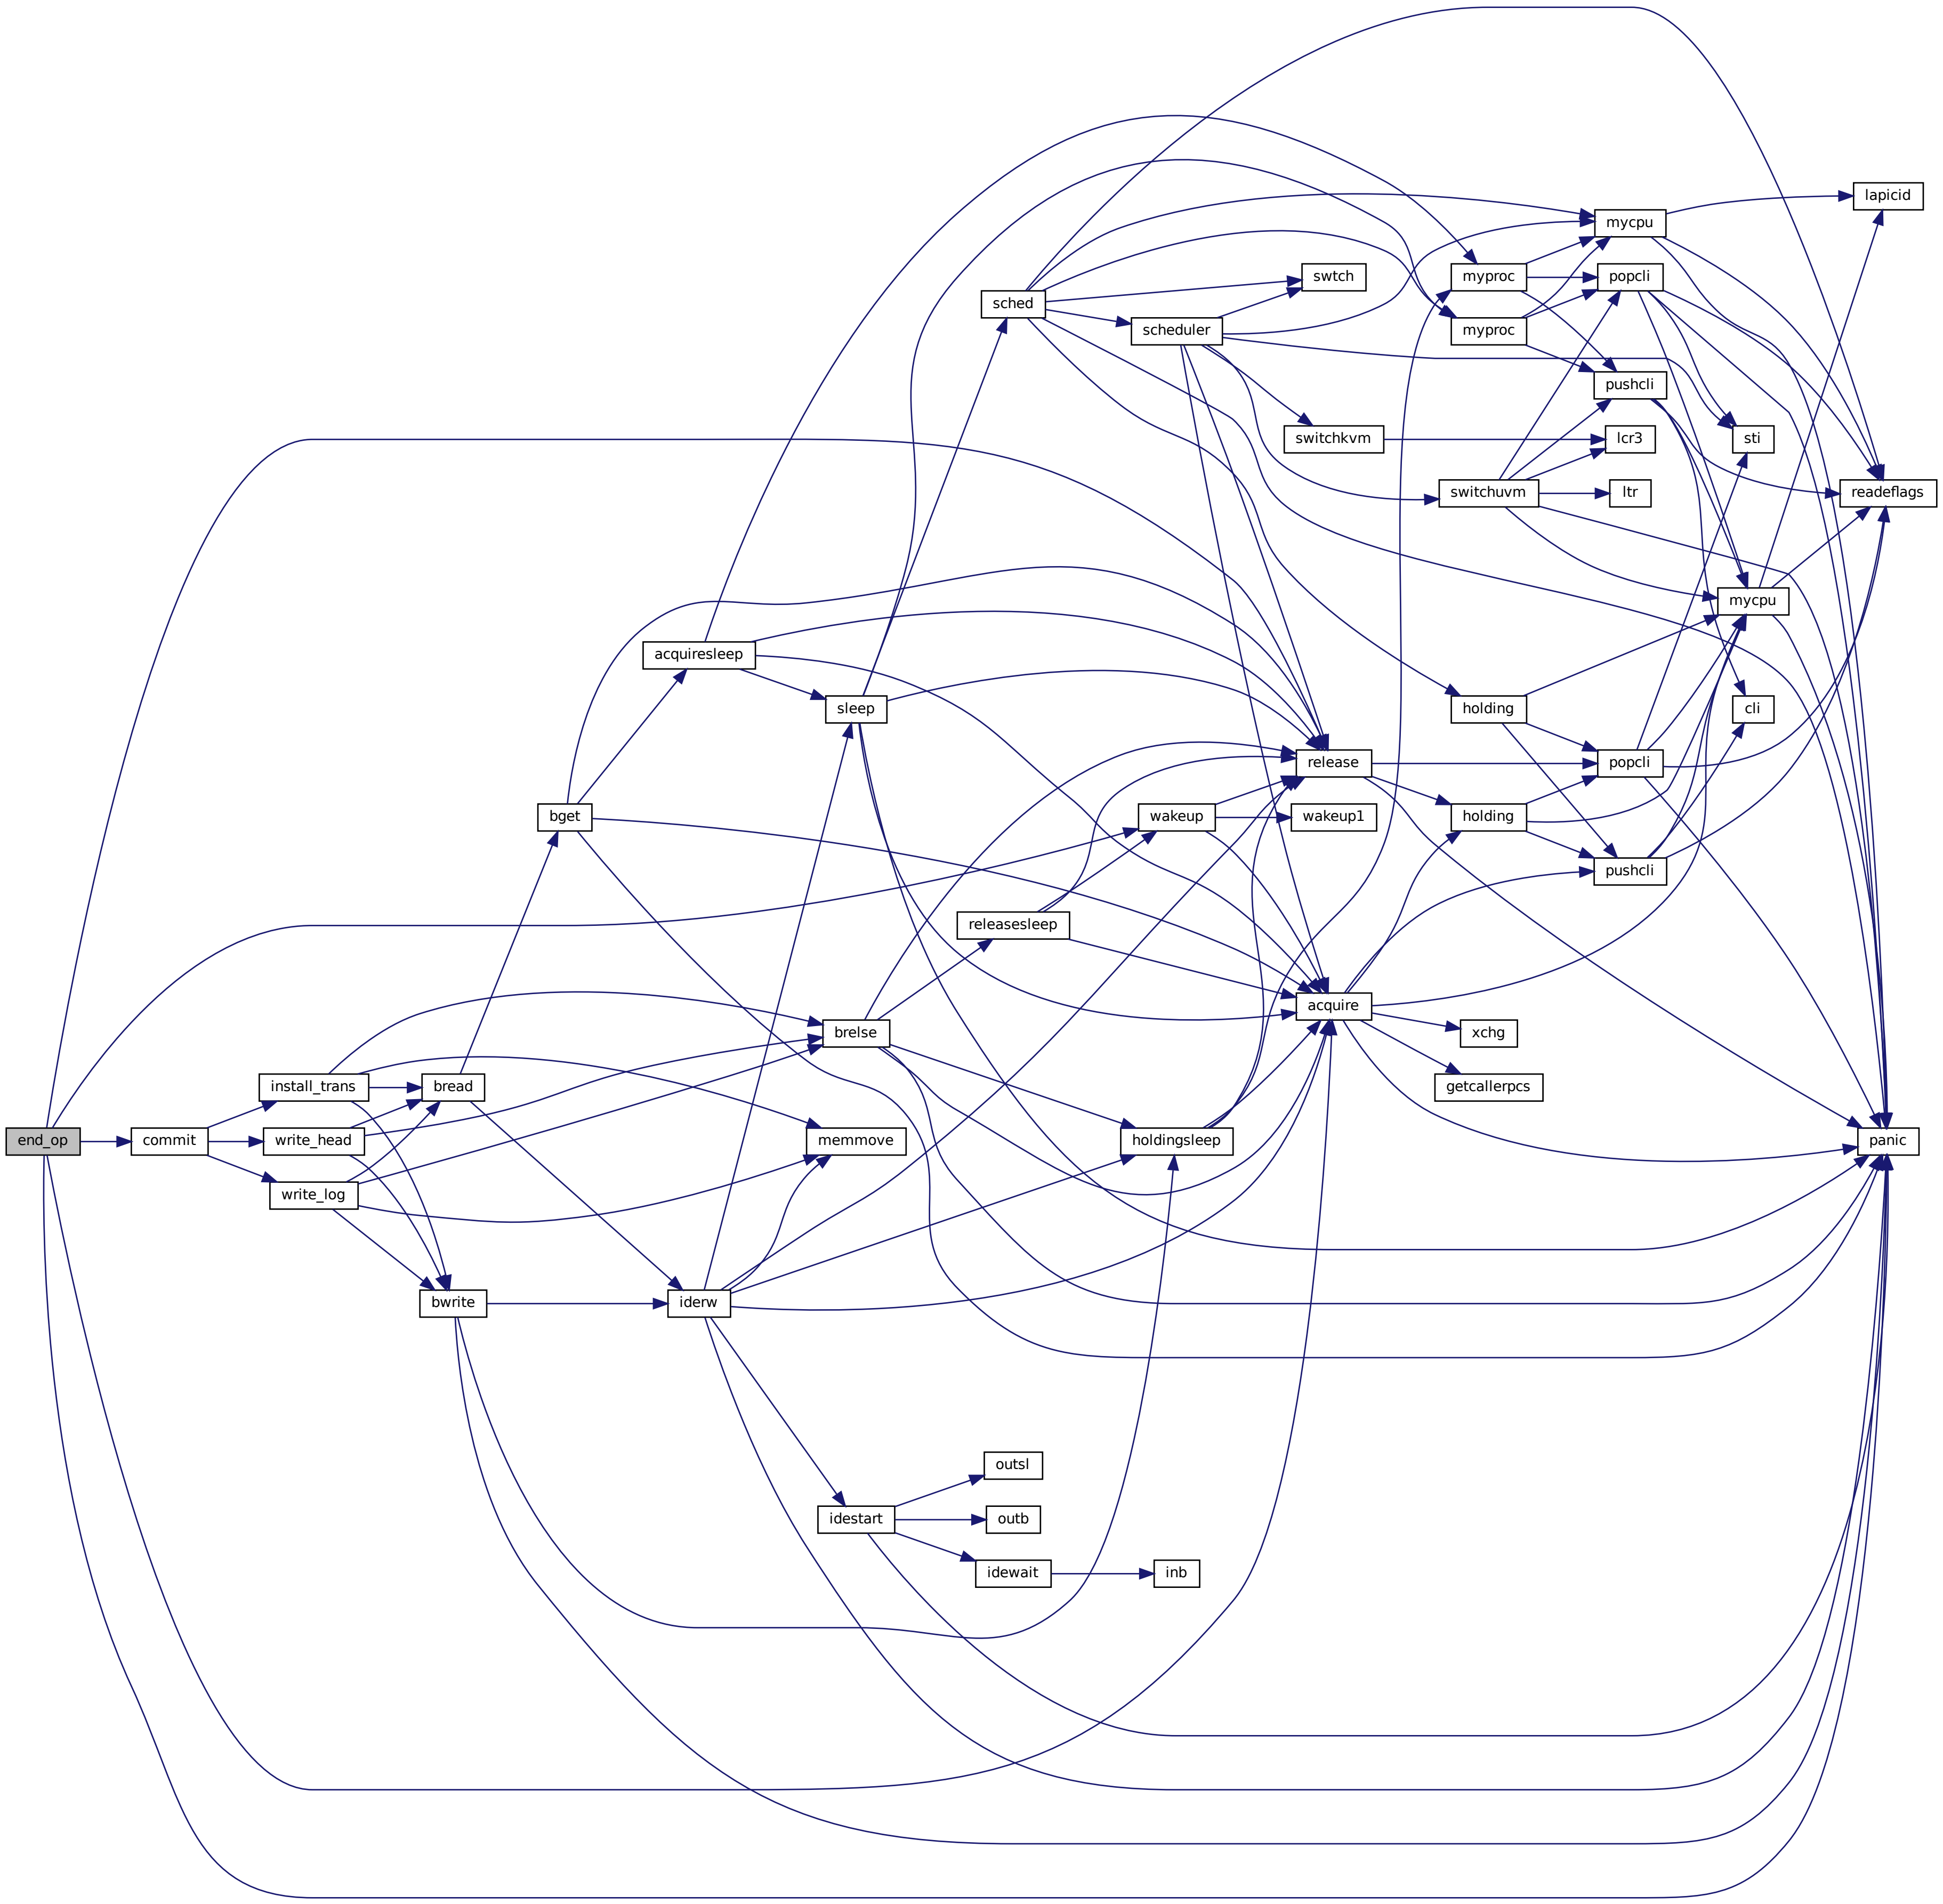 lapicid
mycpu
myproc
popcli
swtch
sched
scheduler
myproc
pushcli
switchkvm
lcr3
sti
switchuvm
ltr
readeflags
mycpu
acquiresleep
sleep
holding
cli
release
popcli
bget
wakeup
wakeup1
holding
pushcli
releasesleep
acquire
brelse
xchg
install_trans
bread
getcallerpcs
end_op
commit
write_head
memmove
holdingsleep
panic
write_log
bwrite
iderw
outsl
idestart
outb
idewait
inb